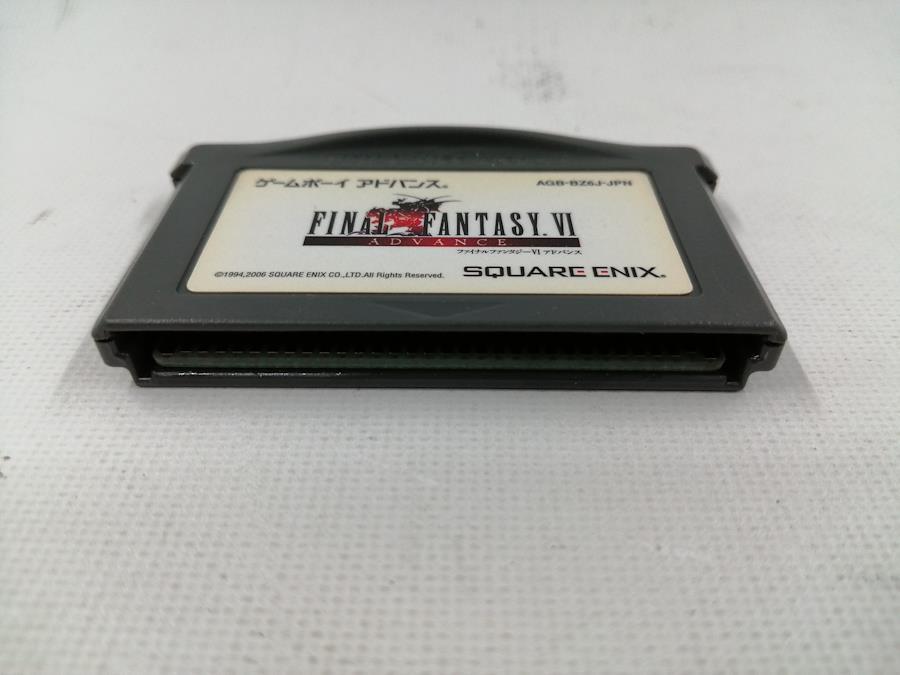 ゲームボーイ アドバンス®
AGB-BZ6J-JPN
FINAL FANTASY. VI
ADVANCE
ファイナルファンタジーVI アドバンス
©1994,2006 SQUARE ENIX CO.,LTD.All Rights Reserved.
SQUARE ENIX®